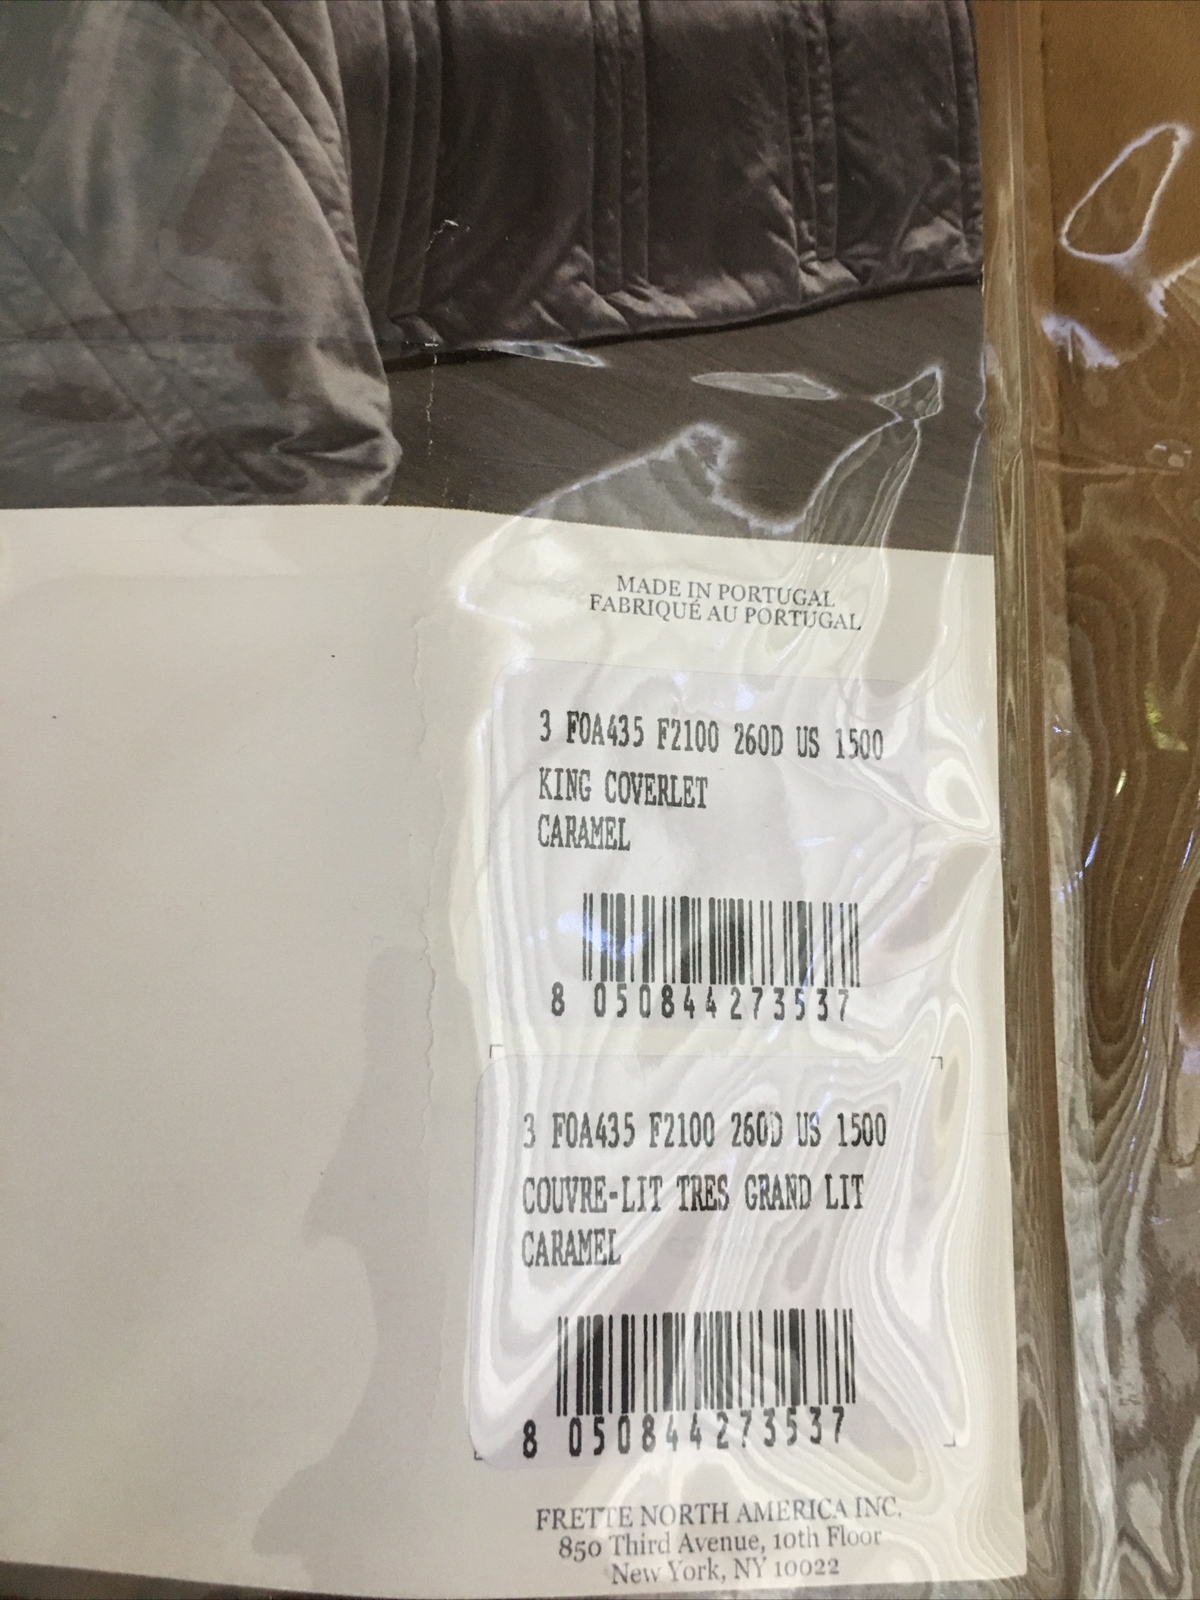 MADE IN PORTUGAL
FABRIQUÉ AU PORTUGAL
3 F0A435 F2100 260D US 1500
KING COVERLET
CARAMEL
8 050844273537
3 F0A435 F2100 260D US 1500
COUVRE-LIT TRES GRAND LIT
CARAMEL
8 050844273537
FRETTE NORTH AMERICA INC.
850 Third Avenue, 10th Floor
New York, NY 10022